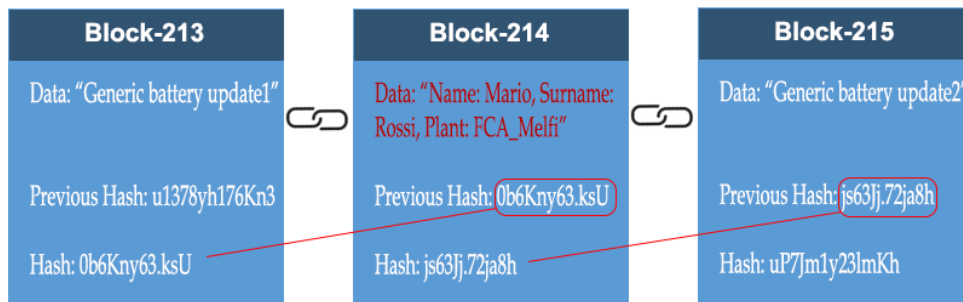 Block-213
Data: “Generic battery update1”
Previous Hash: u1378yh176Kn3
Hash: 0b6Kny63.ksU
Block-214
Data: “Name: Mario, Surname:
Rossi, Plant: FCA_Melfi”
Previous Hash: 0b6Kny63.ksU
Hash: js63Jj.72ja8h
Block-215
Data: “Generic battery update2”
Previous Hash: js63Jj.72ja8h
Hash: uP7Jm1y23lmKh